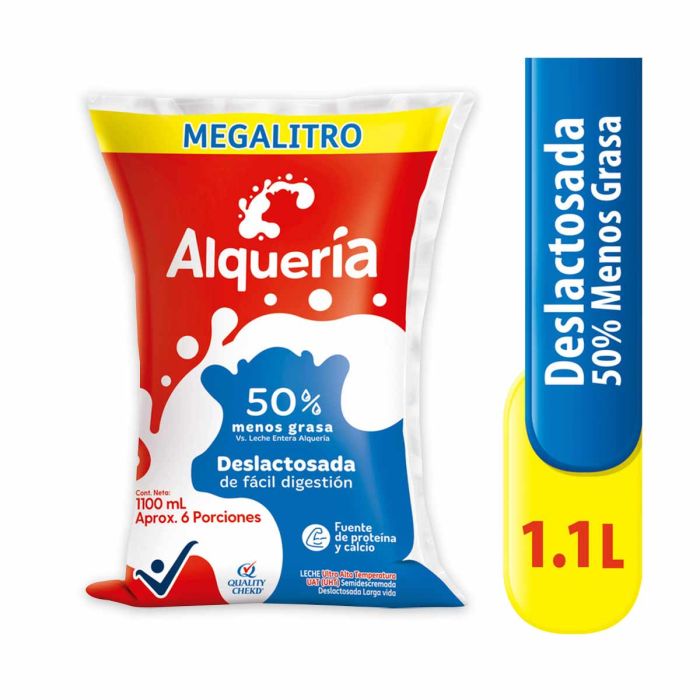 MEGALITRO
Alquería
50%
menos grasa
Vs. Leche Entera Alquería
Deslactosada
de fácil digestión
Cont. Neto:
1100 mL
Aprox. 6 Porciones
Fuente
de proteína
y calcio
QUALITY
CHEKD
LECHE Ultra Alta Temperatura
UAT (UHT) Semidescremada
Deslactosada Larga vida
Deslactosada
50% Menos Grasa
1.1L